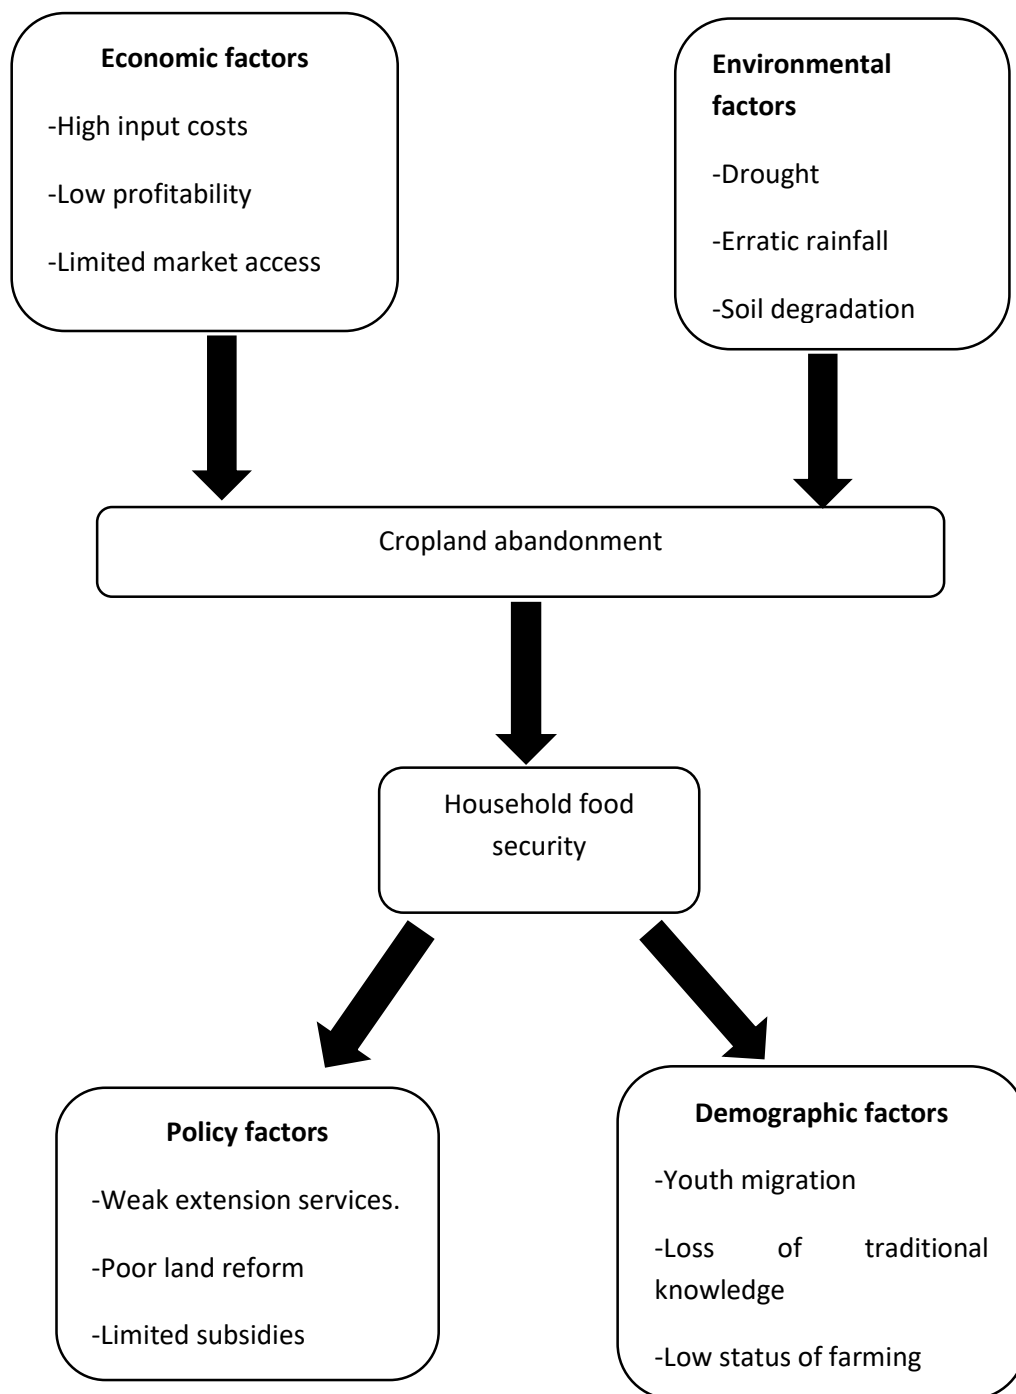 Economic factors
-High input costs
-Low profitability
-Limited market access
Environmental
factors
-Drought
-Erratic rainfall
-Soil degradation
Cropland abandonment
Household food
security
Policy factors
-Weak extension services.
-Poor land reform
-Limited subsidies
Demographic factors
-Youth migration
-Loss of traditional
knowledge
-Low status of farming